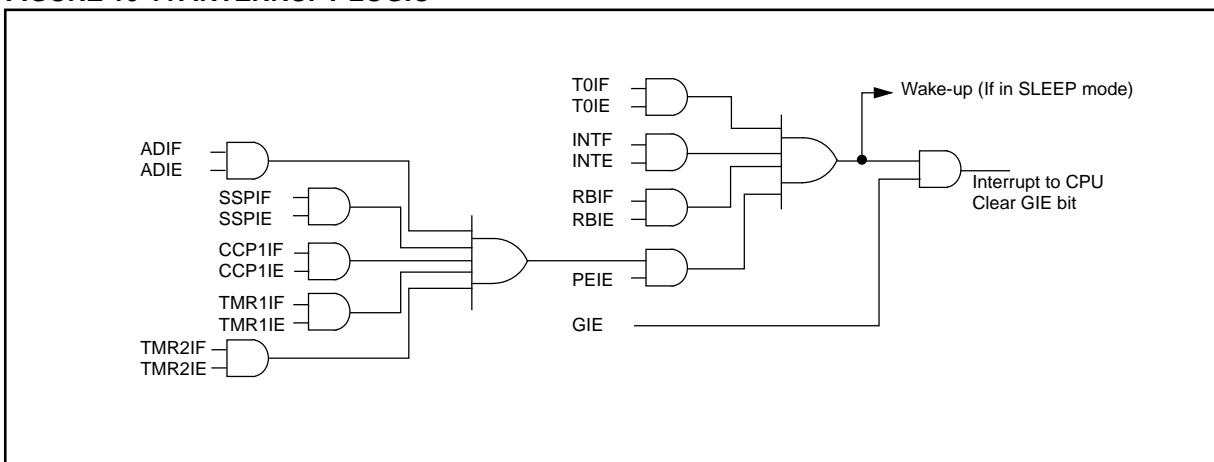 T0IF
T0IE
Wake-up (If in SLEEP mode)
INTF
INTE
ADIF
ADIE
Interrupt to CPU
Clear GIE bit
SSPIF
SSPIE
RBIF
RBIE
CCP1IF
CCP1IE
PEIE
TMR1IF
TMR1IE
GIE
TMR2IF
TMR2IE